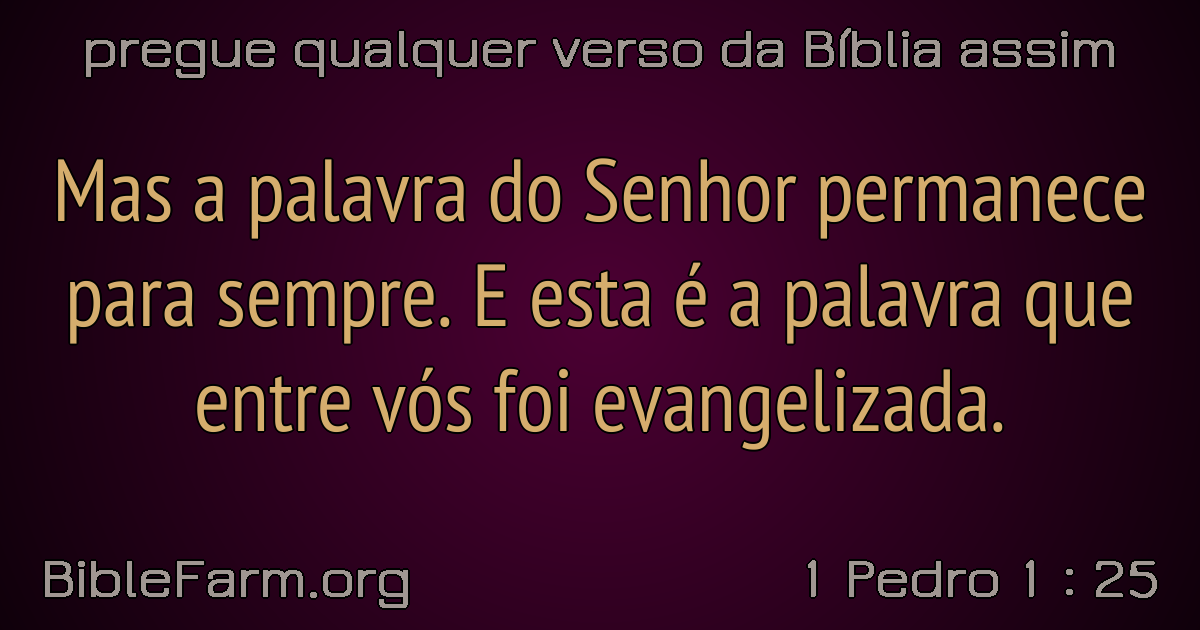 pregue qualquer verso da Bíblia assim
Mas a palavra do Senhor permanece
para sempre. E esta é a palavra que
entre vós foi evangelizada.
BibleFarm.org
1 Pedro 1 : 25